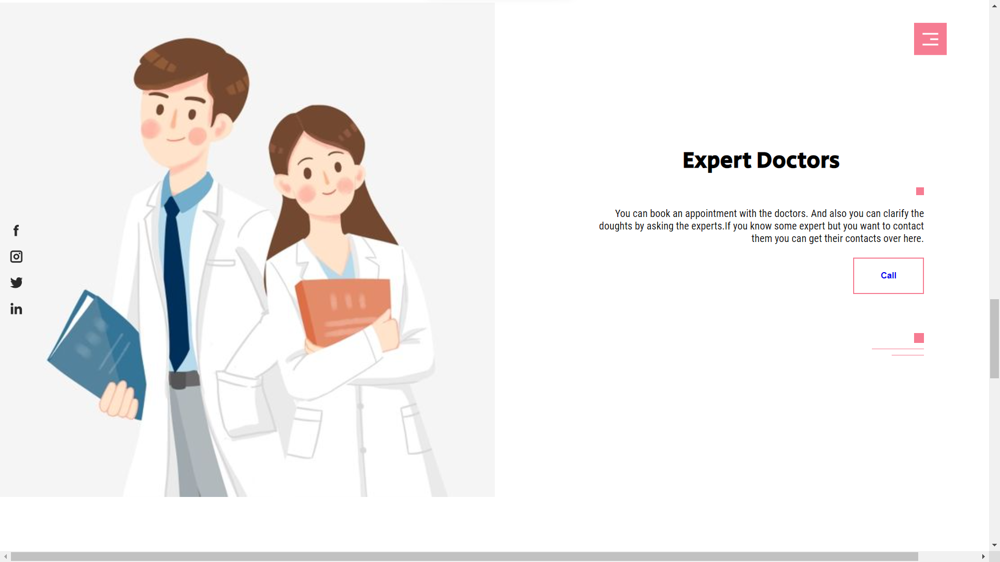 Expert Doctors
You can book an appointment with the doctors. And also you can clarify the
doughts by asking the experts.If you know some expert but you want to contact
them you can get their contacts over here.
Call